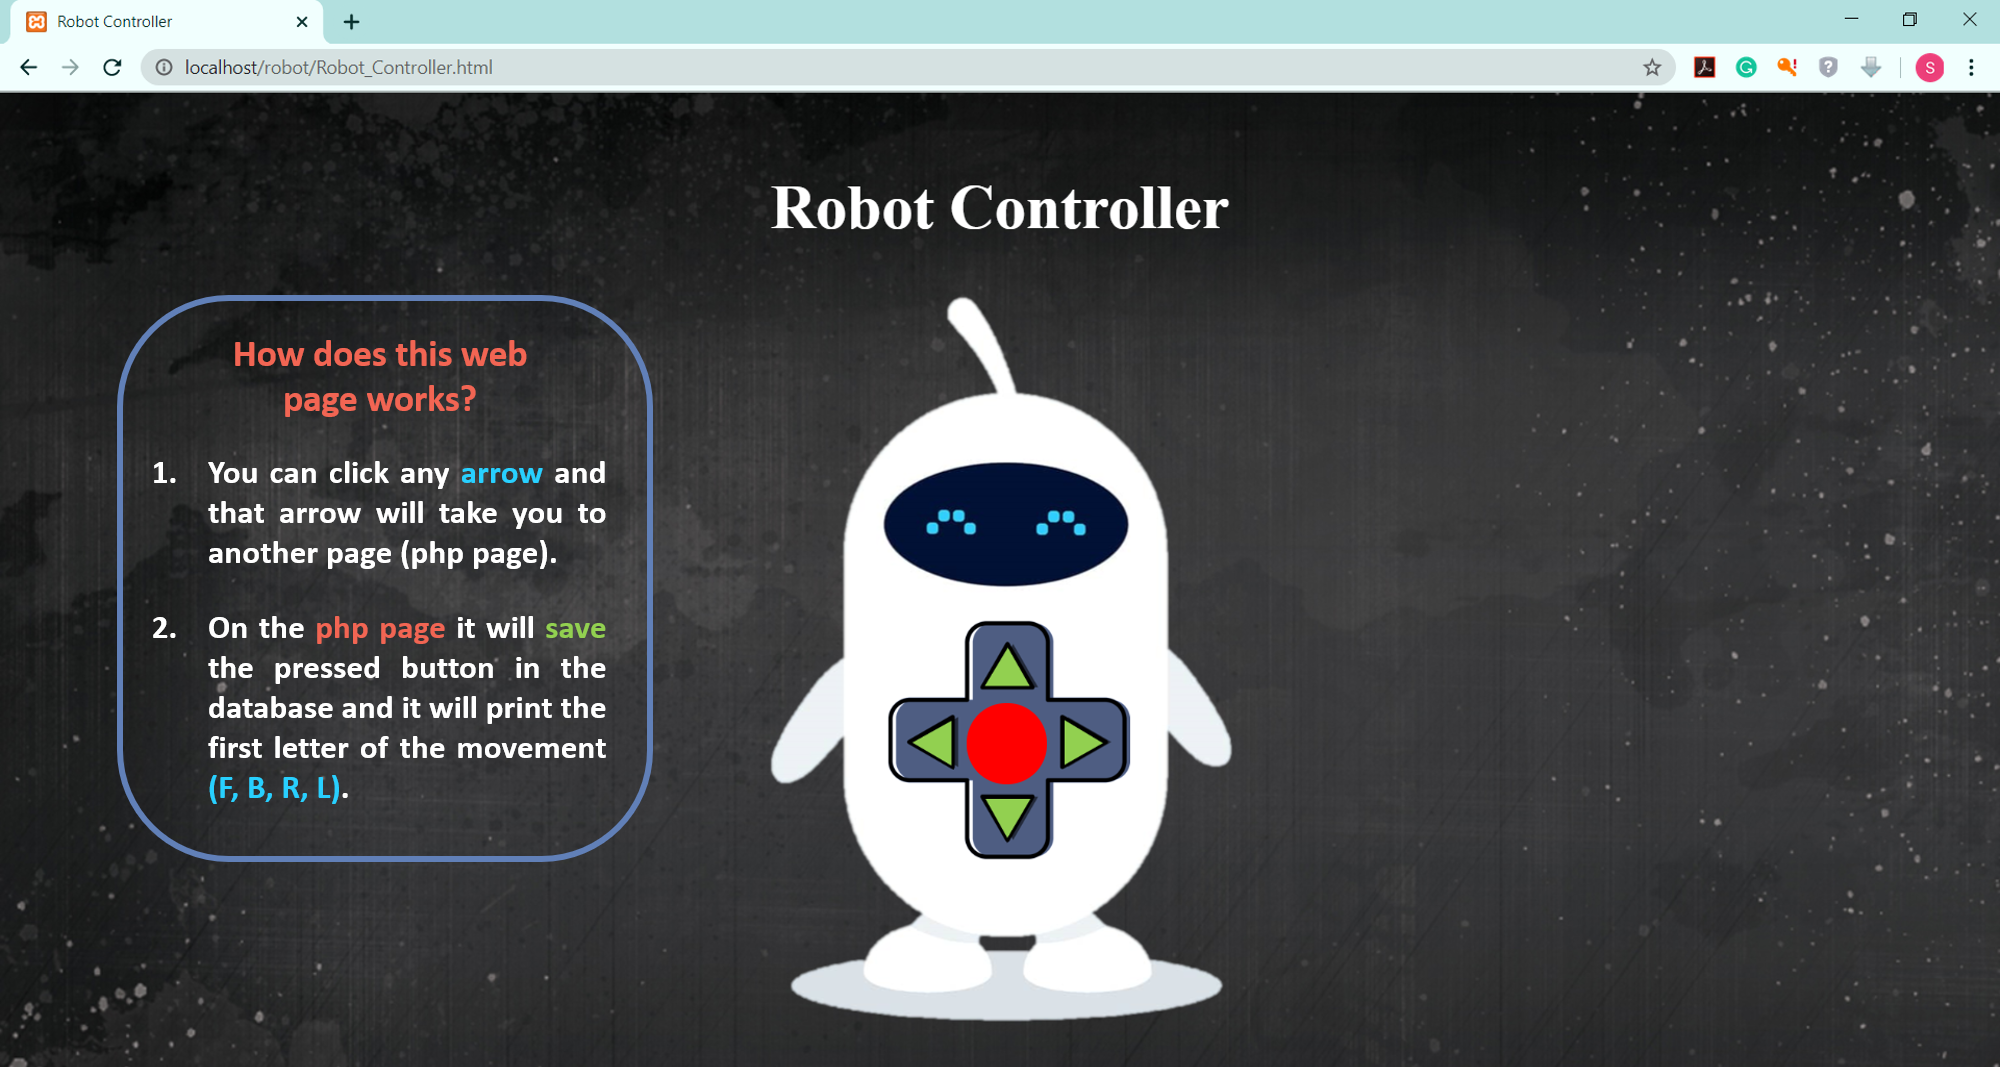 Robot Controller
localhost/robot/Robot_Controller.html
S
Robot Controller
How does this web
page works?
1. You can click any arrow and
that arrow will take you to
another page (php page).
2. On the php page it will save
the pressed button in the
database and it will print the
first letter of the movement
(F, B, R, L).